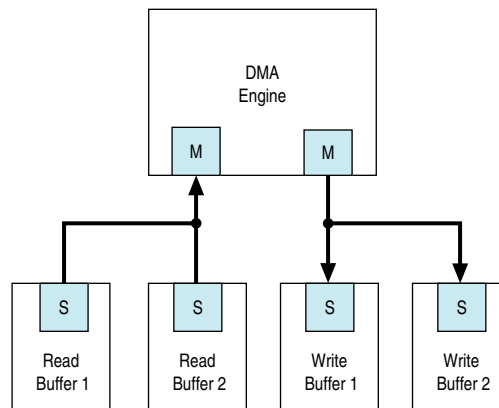 DMA
Engine
M
M
S
S
S
S
Read
Buffer 1
Read
Buffer 2
Write
Buffer 1
Write
Buffer 2